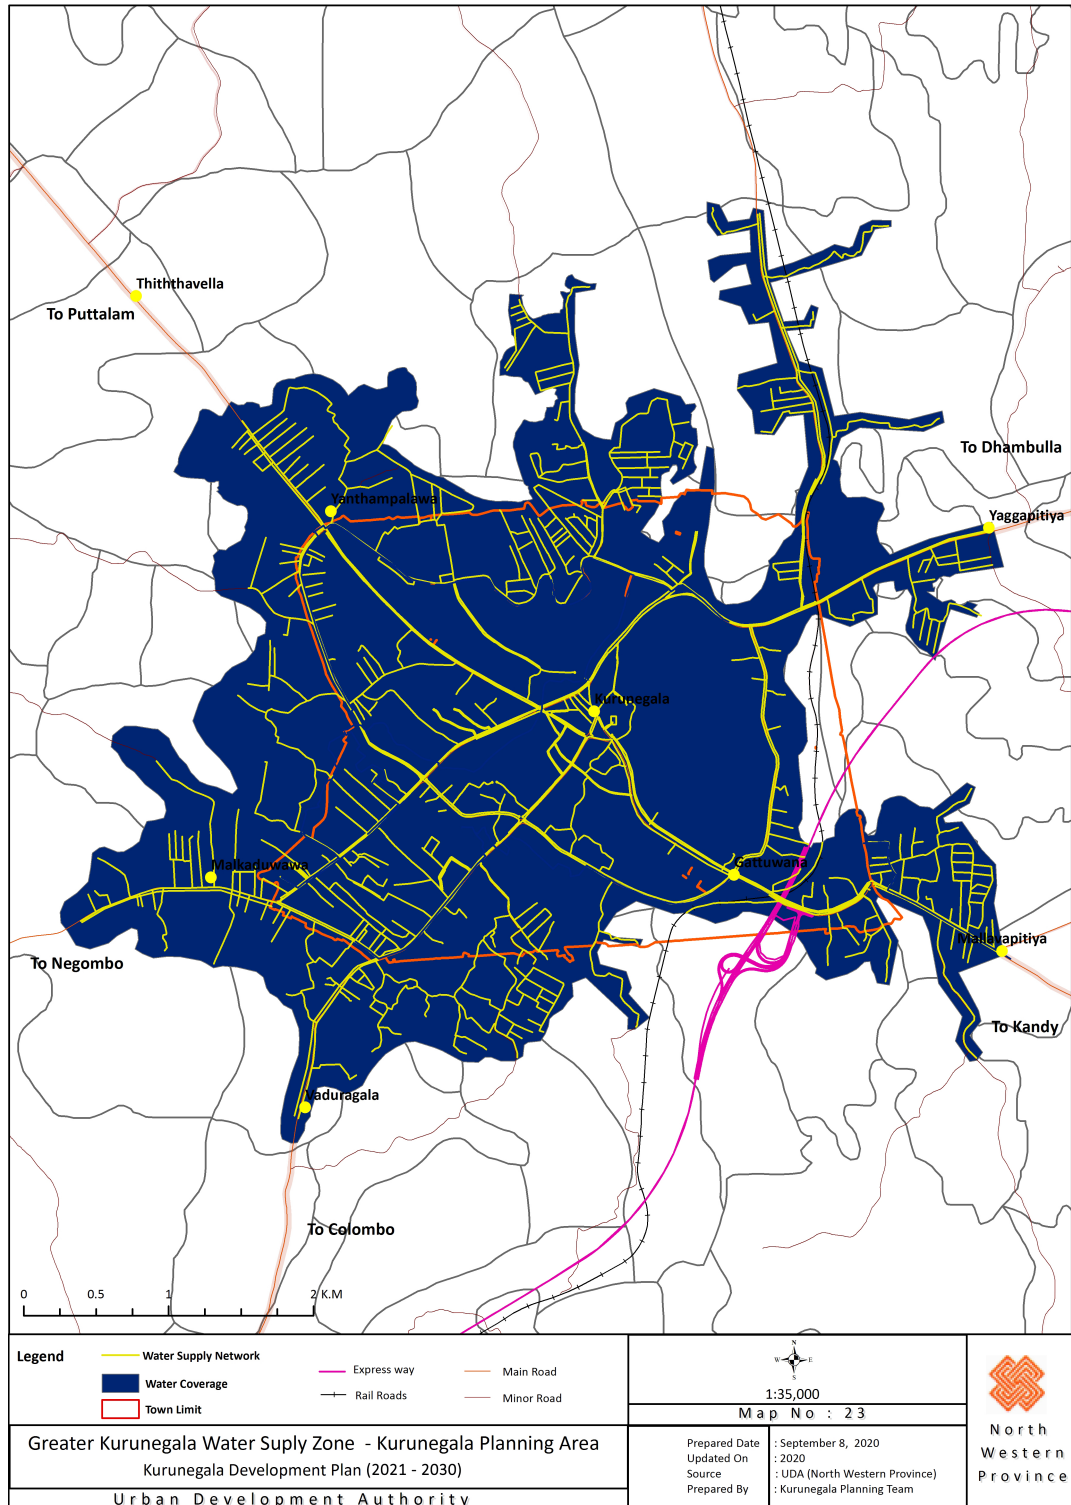 Thiththavella
To Puttalam
To Dhambulla
Yaggapitiya
Yanthampalawa
Kurunegala
Malkaduwawa
Gattuwana
Mallavapitiya
To Negombo
To Kandy
Vaduragala
To Colombo
0 0.5 1 2 K.M
Legend
Water Supply Network
Water Coverage
Town Limit
Express way
Rail Roads
Main Road
Minor Road
N
W E
S
1:35,000
Map No : 23
Greater Kurunegala Water Suply Zone - Kurunegala Planning Area
Kurunegala Development Plan (2021 - 2030)
Urban Development Authority
Prepared Date : September 8, 2020
Updated On : 2020
Source : UDA (North Western Province)
Prepared By : Kurunegala Planning Team
North
Western
Province